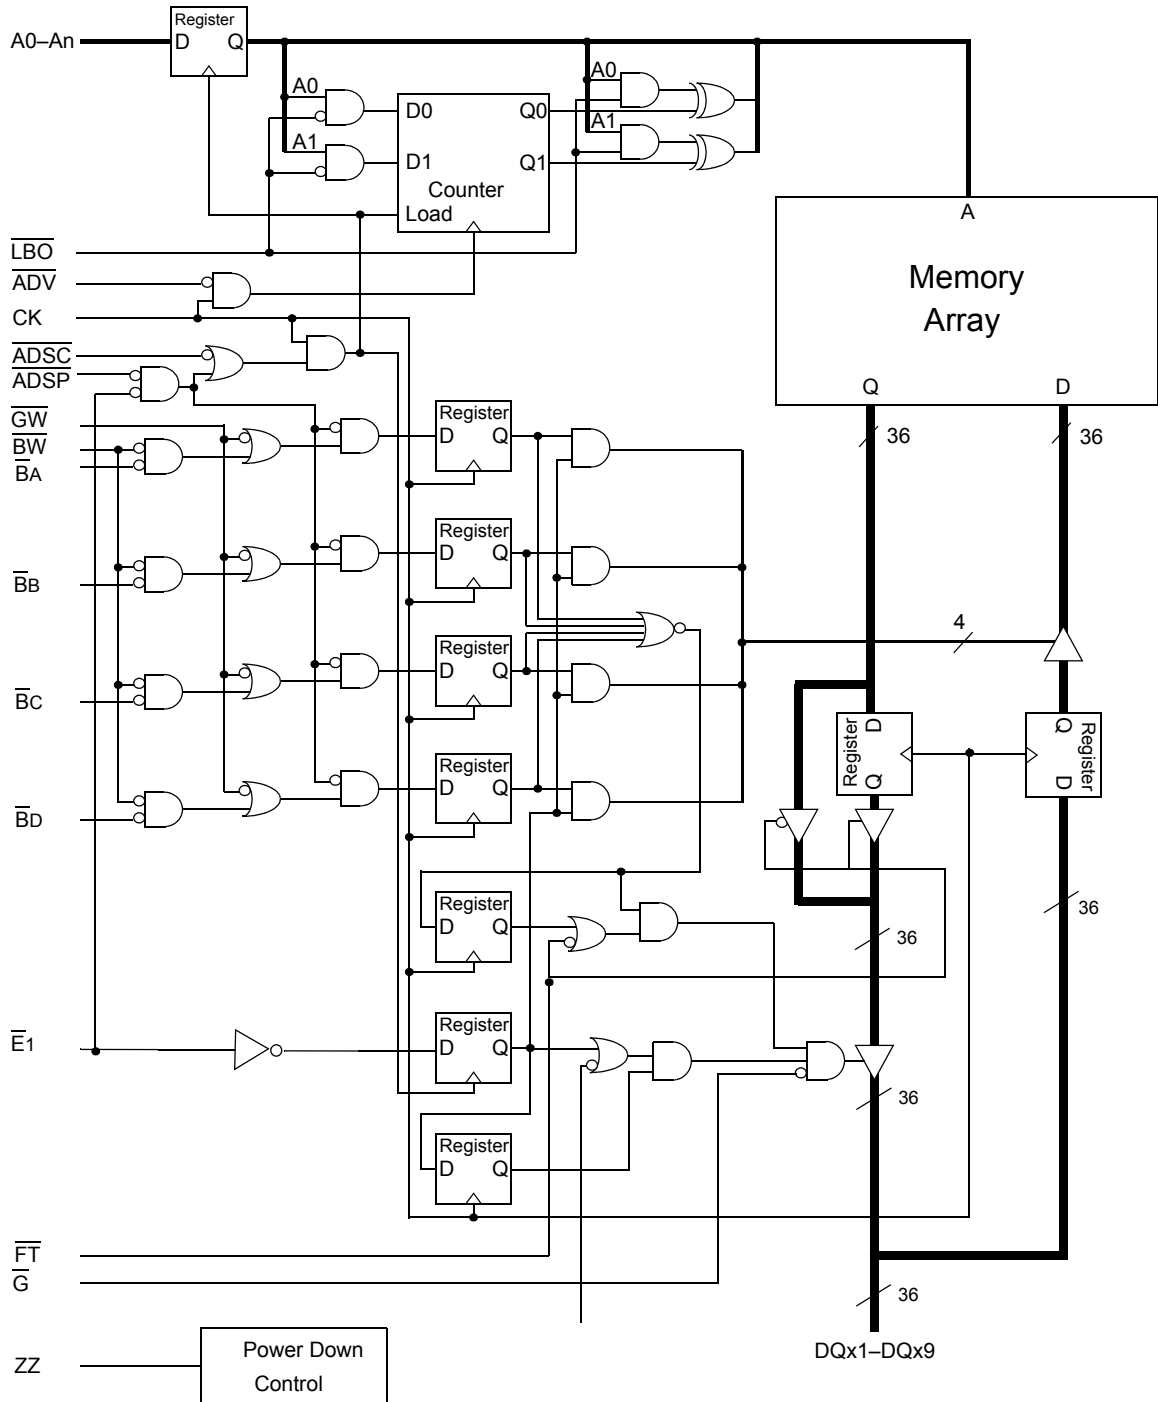 Register
A0–An
D Q
A0
A0
D0
Q0
A1
A1
D1
Q1
Counter
Load
A
LBO
ADV
Memory
CK
Array
ADSC
ADSP
Q D
GW
Register
BW
D Q
36
36
BA
Register
D Q
BB
4
Register
D Q
BC
Register
D
Q
Register
Q
D
Register
D Q
BD
Register
D Q
36
36
Register
E1
D Q
36
Register
D Q
FT
G
36
Power Down
DQx1–DQx9
ZZ
Control